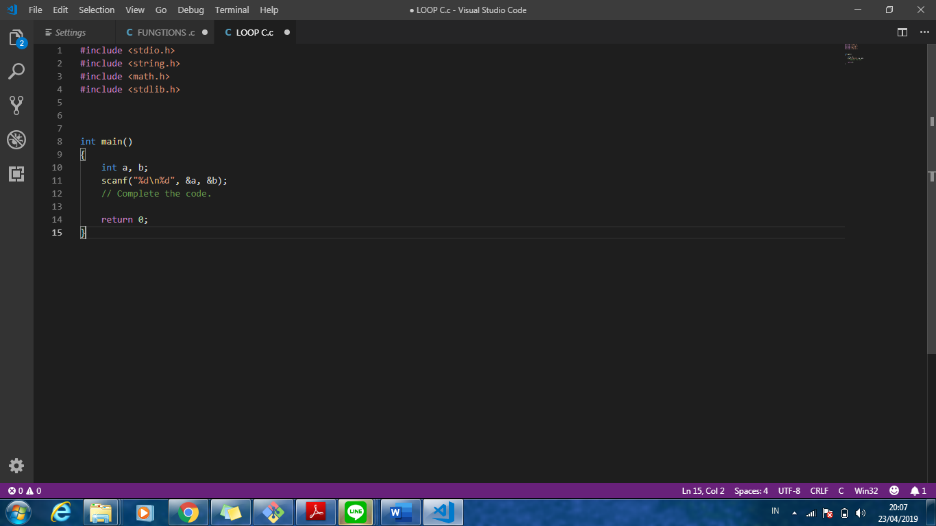 File Edit Selection View Go Debug Terminal Help
● LOOP C.c - Visual Studio Code
2
Settings
C FUNGTIONS .c ●
C LOOP C.c ●
1 #include <stdio.h>
2 #include <string.h>
3 #include <math.h>
4 #include <stdlib.h>
5
6
7
8 int main()
9 {
10 int a, b;
11 scanf("%d\n%d", &a, &b);
12 // Complete the code.
13
14 return 0;
15 }
0 0
Ln 15, Col 2 Spaces: 4 UTF-8 CRLF C Win32 1
LINE
W
IN
20:07
23/04/2019